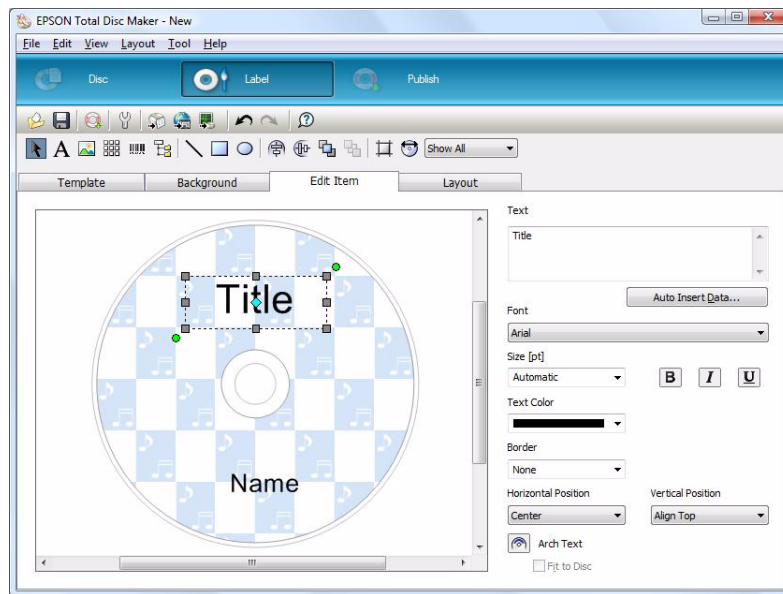 EPSON Total Disc Maker - New
File Edit View Layout Tool Help
Disc Label Publish
A Show All
Template Background Edit Item Layout
Text
Title
Auto Insert Data...
Font
Arial
Size [pt]
Automatic B I U
Text Color
Border
None
Horizontal Position Vertical Position
Center Align Top
Arch Text
Fit to Disc
Title
Name